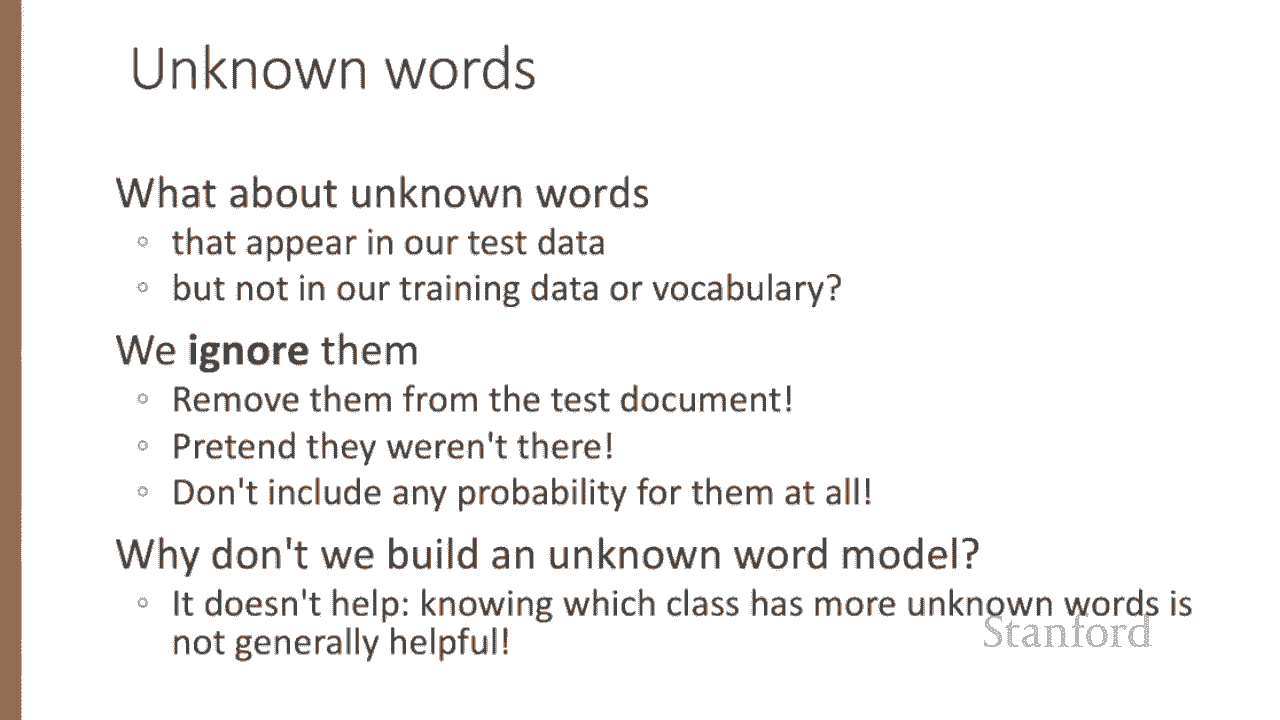 Unknown words
What about unknown words
◦ that appear in our test data
◦ but not in our training data or vocabulary?
We ignore them
◦ Remove them from the test document!
◦ Pretend they weren't there!
◦ Don't include any probability for them at all!
Why don't we build an unknown word model?
◦ It doesn't help: knowing which class has more unknown words is
not generally helpful!
Stanford